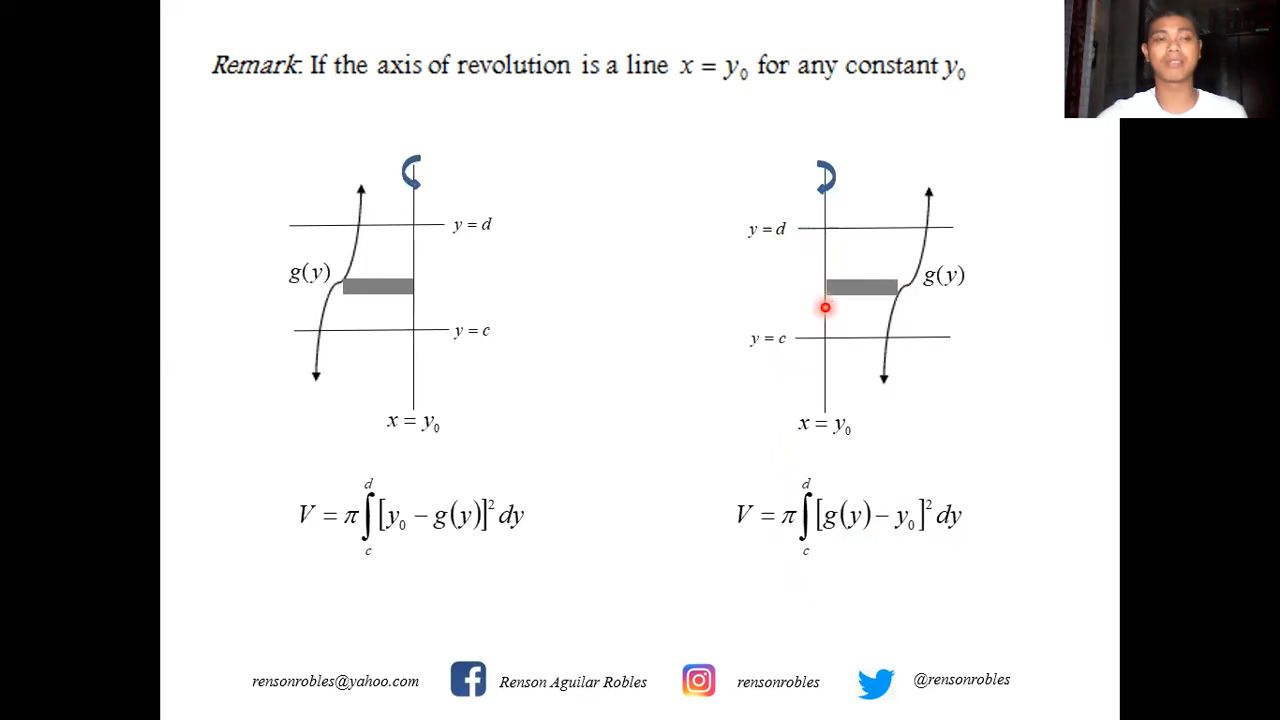 Remark: If the axis of revolution is a line x = y₀ for any constant y₀
y = d
g(y)
y = c
x = y₀
y = d
g(y)
y = c
x = y₀
V = π∫_c^d [y₀ − g(y)]² dy
V = π∫_c^d [g(y) − y₀]² dy
rensonrobles@yahoo.com Renson Aguilar Robles rensonrobles @rensonrobles